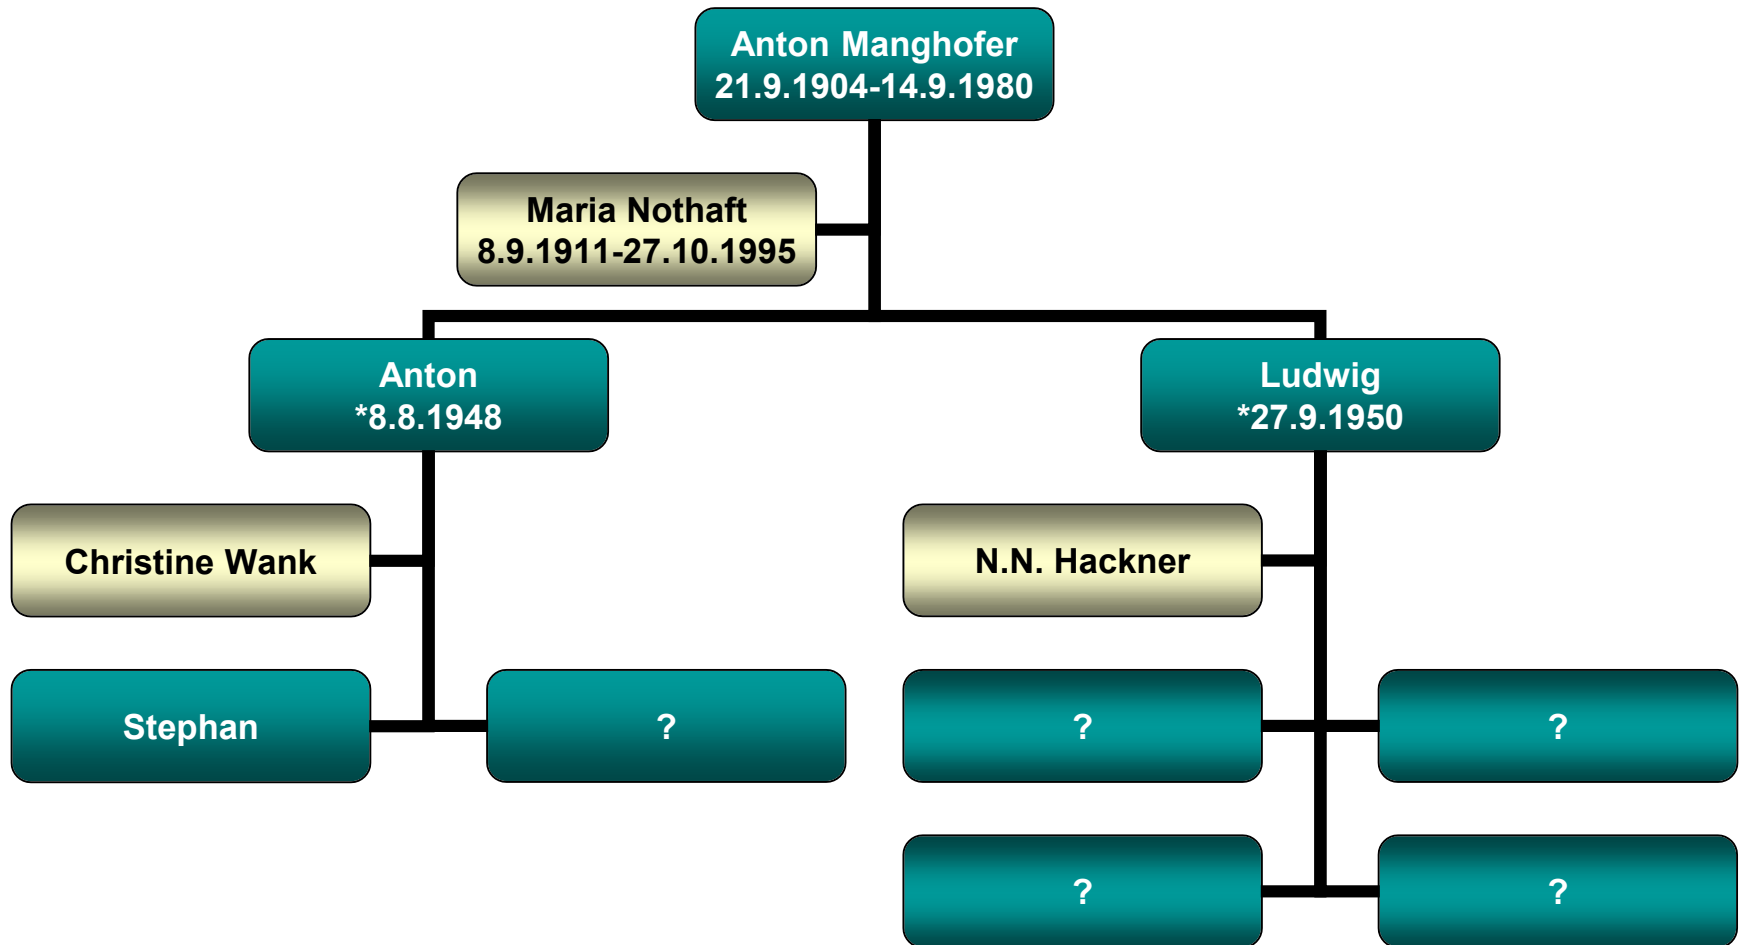 Anton Manghofer
21.9.1904-14.9.1980
Maria Nothaft
8.9.1911-27.10.1995
Anton
*8.8.1948
Ludwig
*27.9.1950
Christine Wank
N.N. Hackner
Stephan
?
?
?
?
?